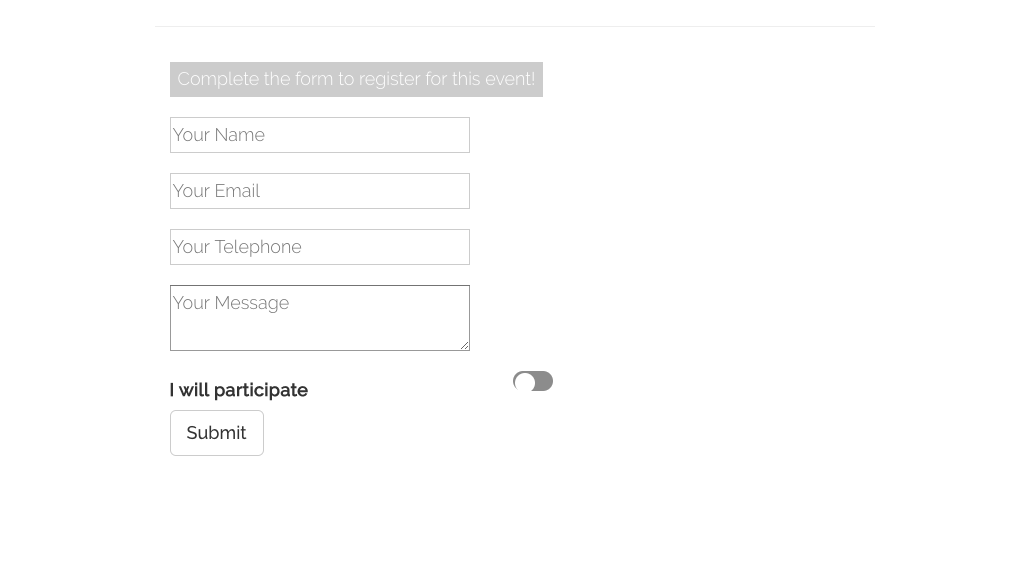 Complete the form to register for this event!
Your Name
Your Email
Your Telephone
Your Message
I will participate
Submit